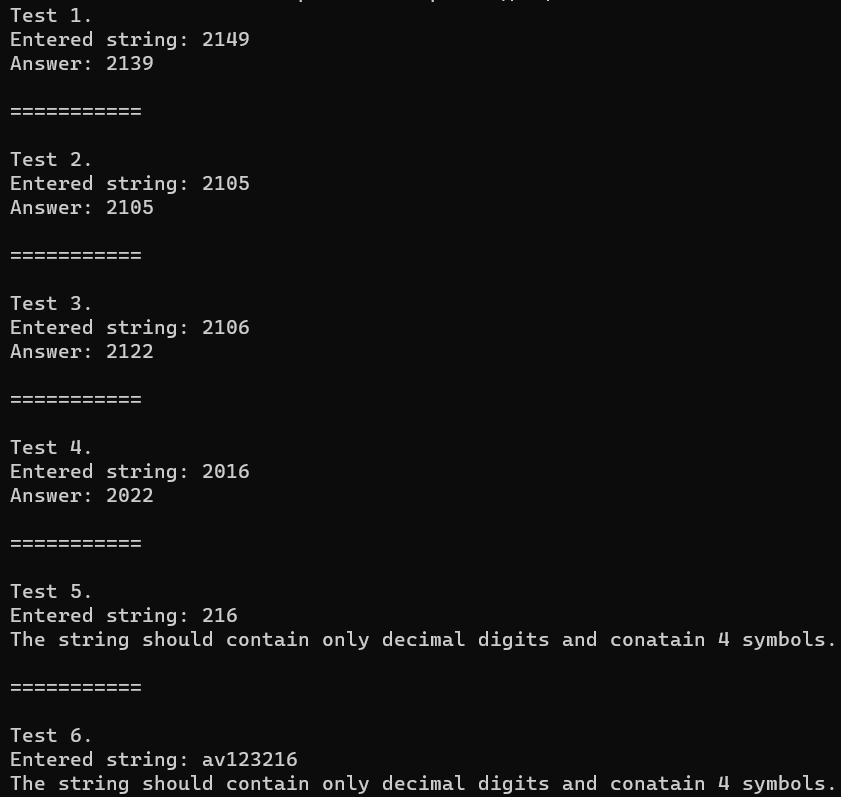 Test 1.
Entered string: 2149
Answer: 2139
===========
Test 2.
Entered string: 2105
Answer: 2105
===========
Test 3.
Entered string: 2106
Answer: 2122
===========
Test 4.
Entered string: 2016
Answer: 2022
===========
Test 5.
Entered string: 216
The string should contain only decimal digits and conatain 4 symbols.
===========
Test 6.
Entered string: av123216
The string should contain only decimal digits and conatain 4 symbols.